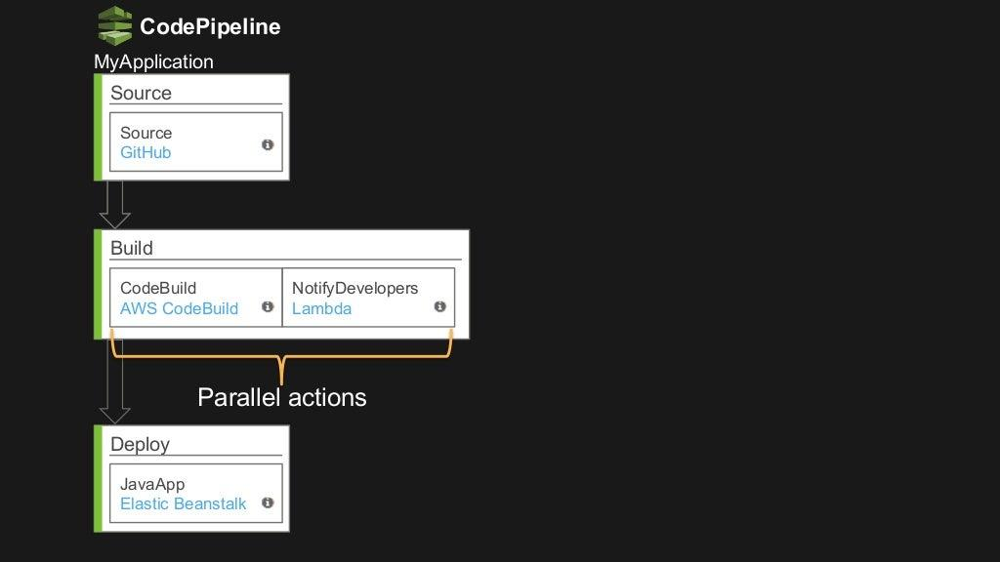 CodePipeline
MyApplication
Source
Source
GitHub
Build
CodeBuild
AWS CodeBuild
NotifyDevelopers
Lambda
Parallel actions
Deploy
JavaApp
Elastic Beanstalk